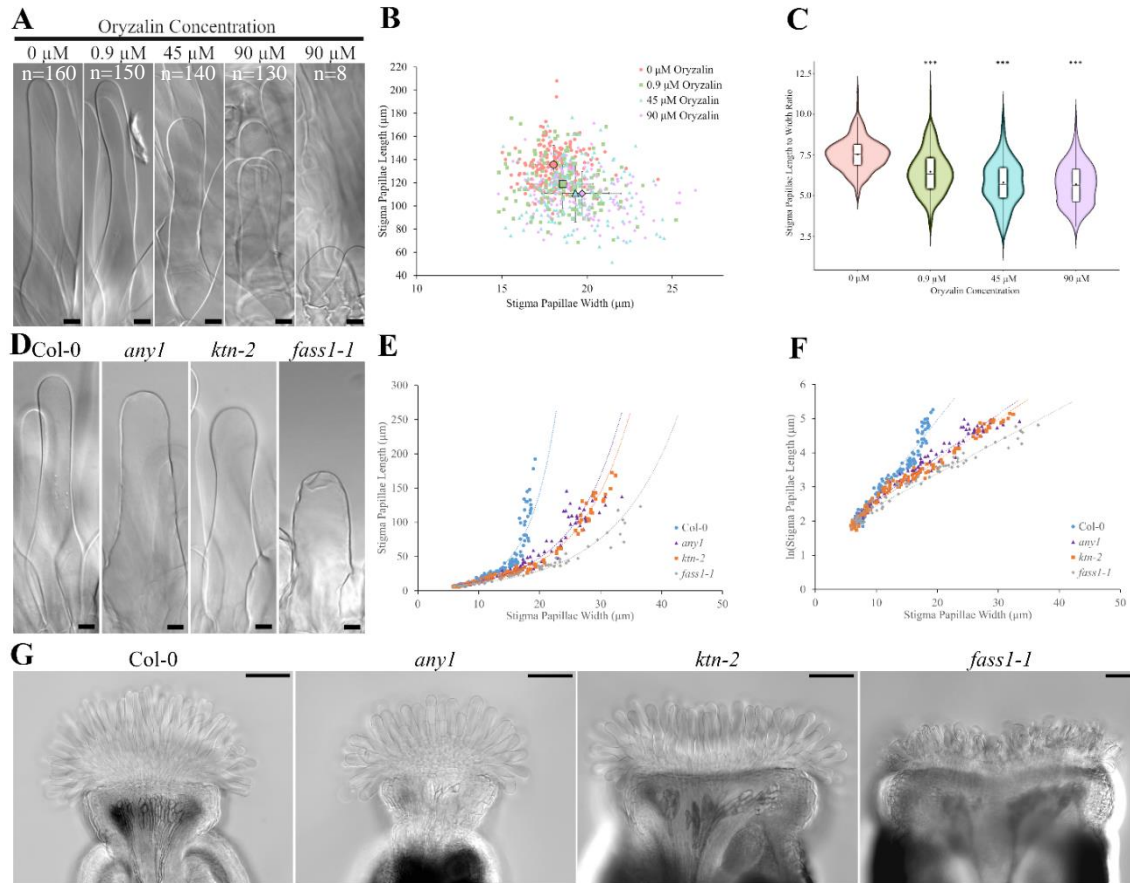 A
Oryzalin Concentration
0 µM 0.9 µM 45 µM 90 µM 90 µM
n=160 n=150 n=140 n=130 n=8
B
Stigma Papillae Length (µm)
220
200
180
160
140
120
100
80
60
40
10 15 20 25
Stigma Papillae Width (µm)
0 µM Oryzalin
0.9 µM Oryzalin
45 µM Oryzalin
90 µM Oryzalin
C
Stigma Papillae Length to Width Ratio
12.5
10.0
7.5
5.0
2.5
*** *** ***
0 µM 0.9 µM 45 µM 90 µM
Oryzalin Concentration
D
Col-0 any1 ktn-2 fass1-1
E
Stigma Papillae Length (µm)
300
250
200
150
100
50
0
0 10 20 30 40 50
Stigma Papillae Width (µm)
Col-0
any1
ktn-2
fass1-1
F
ln(Stigma Papillae Length (µm)
6
5
4
3
2
1
0
0 10 20 30 40 50
Stigma Papillae Width (µm)
Col-0
any1
ktn-2
fass1-1
G
Col-0 any1 ktn-2 fass1-1